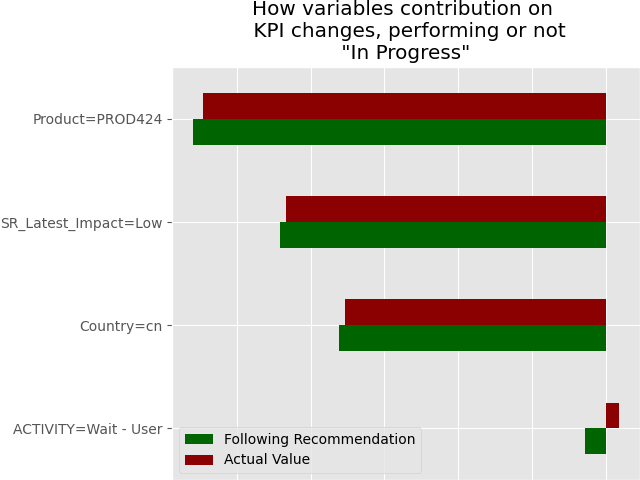 How variables contribution on
KPI changes, performing or not
"In Progress"
Product=PROD424
SR_Latest_Impact=Low
Country=cn
ACTIVITY=Wait - User
Following Recommendation
Actual Value